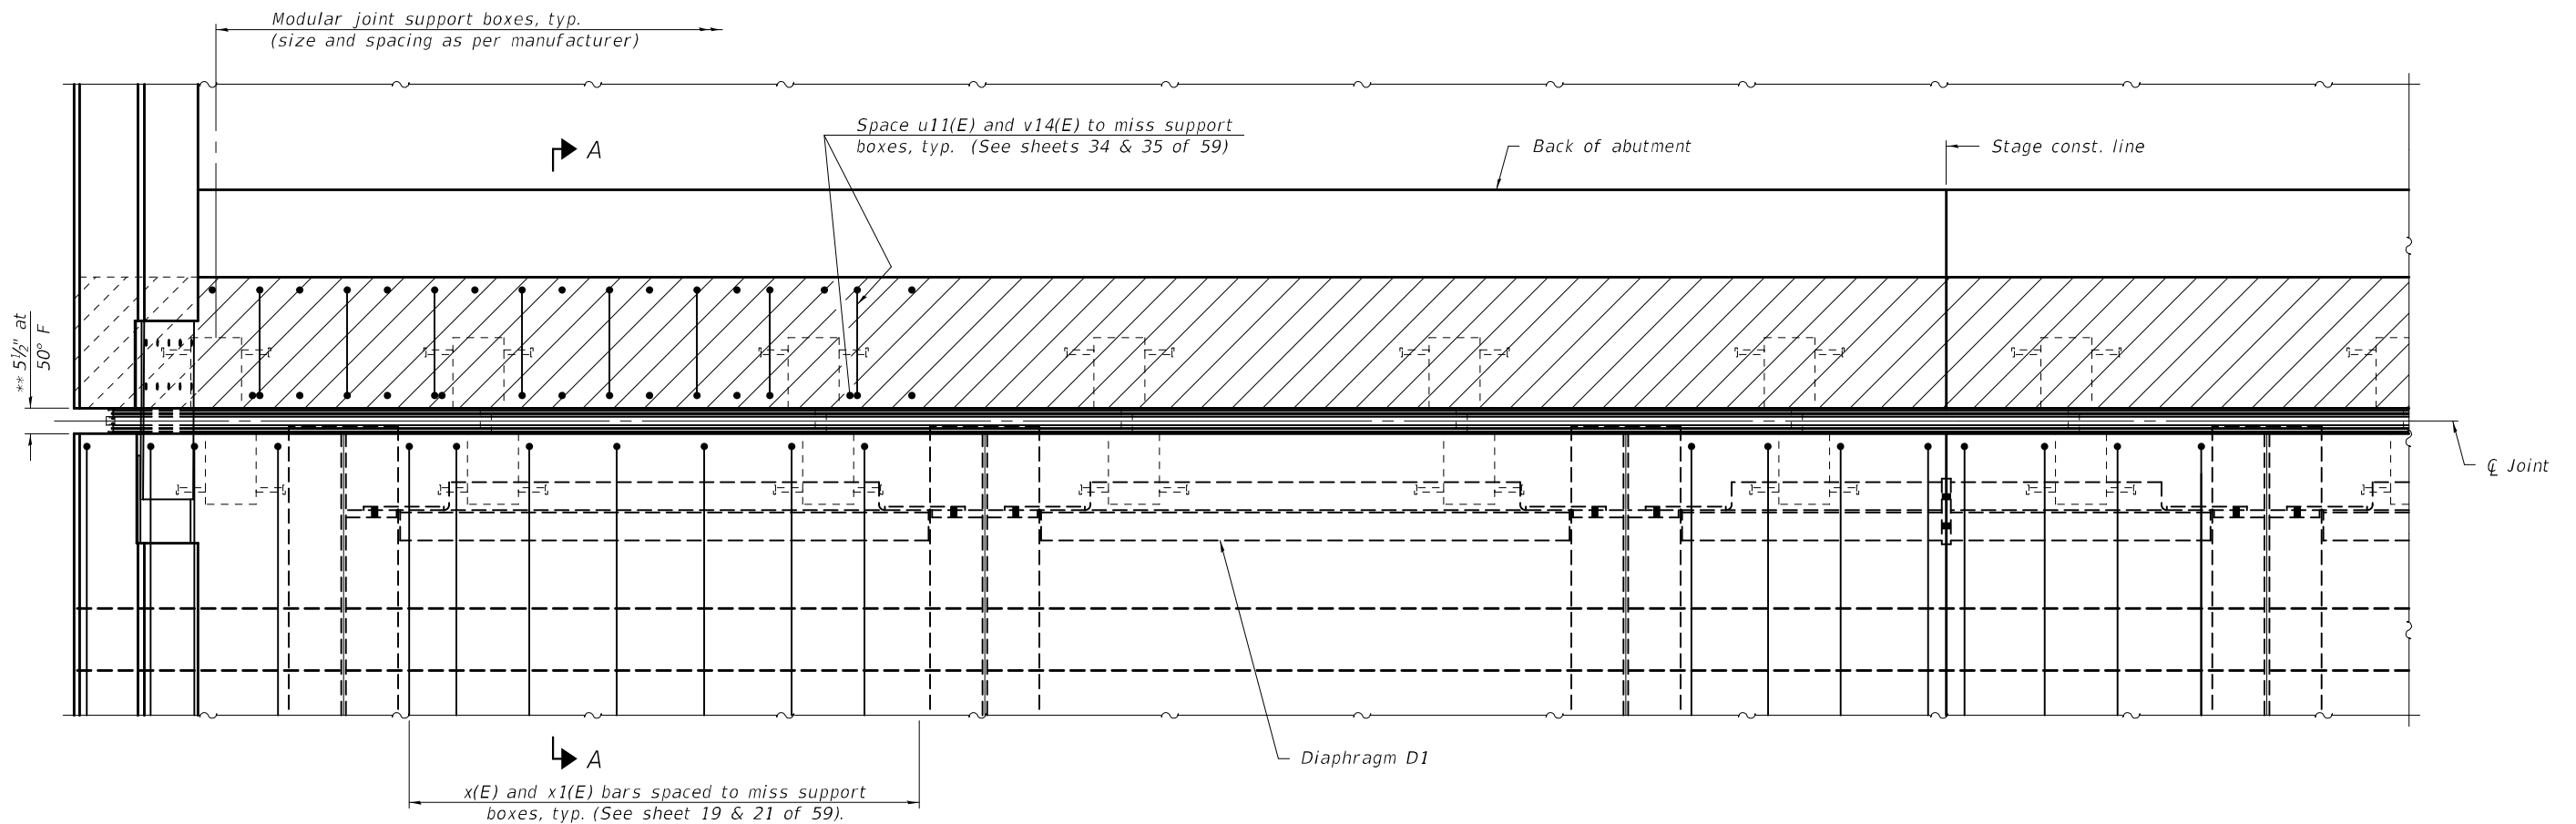 Modular joint support boxes, typ.
(size and spacing as per manufacturer)
Space u11(E) and v14(E) to miss support
boxes, typ. (See sheets 34 & 35 of 59)
A
Back of abutment
Stage const. line
** 5½" at
50° F
℄ Joint
A
Diaphragm D1
x(E) and x1(E) bars spaced to miss support
boxes, typ. (See sheet 19 & 21 of 59).